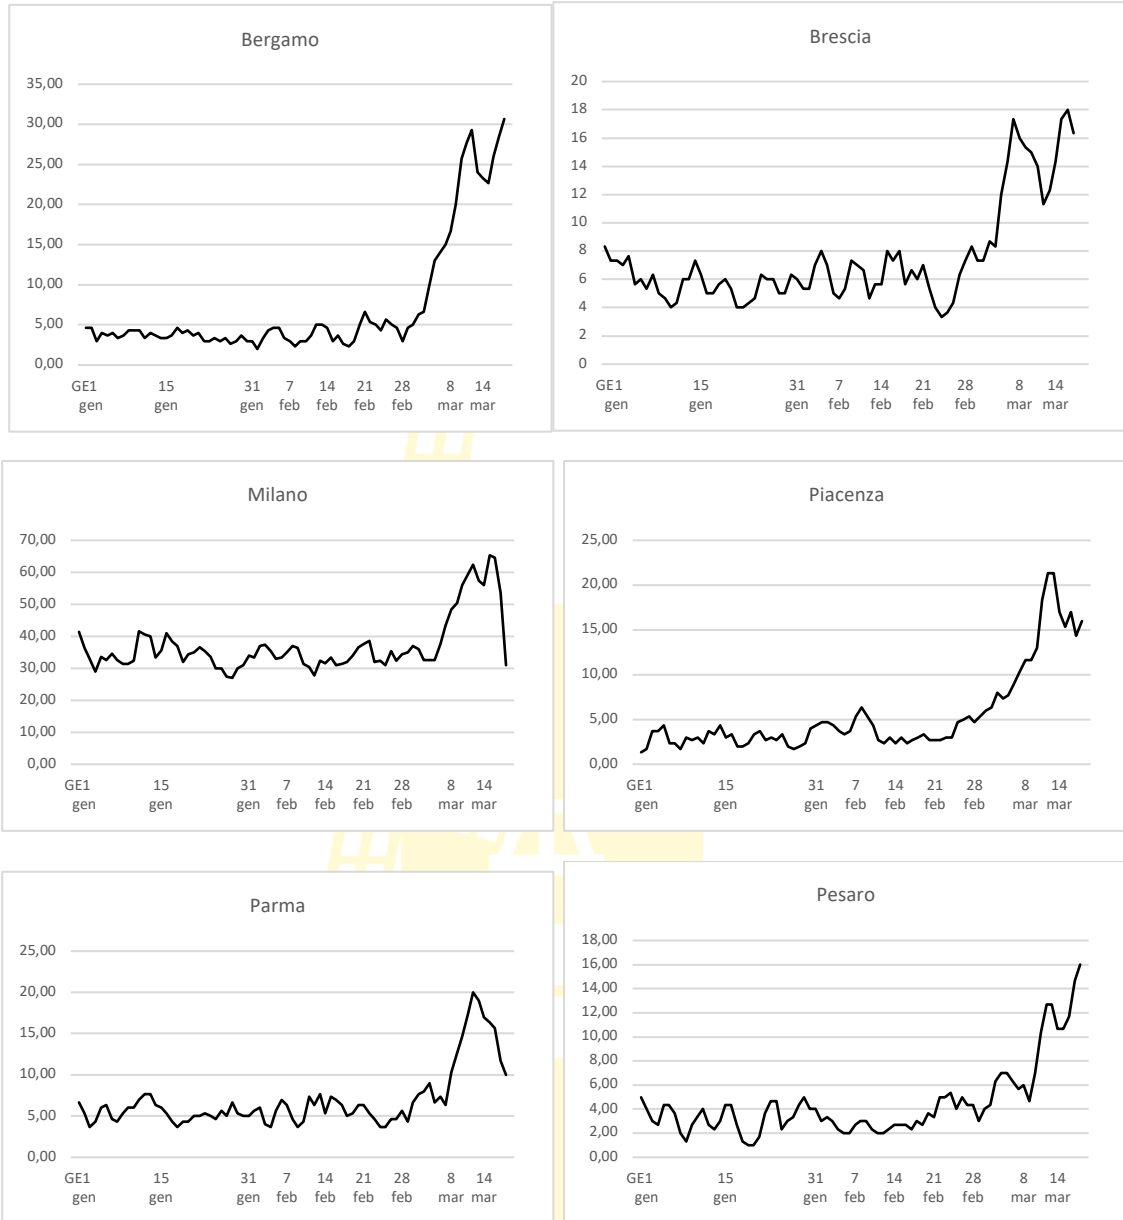 Bergamo
35,00
30,00
25,00
20,00
15,00
10,00
5,00
0,00
GE1 15 31 7 14 21 28 8 14
gen gen gen feb feb feb feb mar mar
Brescia
20
18
16
14
12
10
8
6
4
2
0
GE1 15 31 7 14 21 28 8 14
gen gen gen feb feb feb feb mar mar
Milano
70,00
60,00
50,00
40,00
30,00
20,00
10,00
0,00
GE1 15 31 7 14 21 28 8 14
gen gen gen feb feb feb feb mar mar
Piacenza
25,00
20,00
15,00
10,00
5,00
0,00
GE1 15 31 7 14 21 28 8 14
gen gen gen feb feb feb feb mar mar
Parma
25,00
20,00
15,00
10,00
5,00
0,00
GE1 15 31 7 14 21 28 8 14
gen gen gen feb feb feb feb mar mar
Pesaro
18,00
16,00
14,00
12,00
10,00
8,00
6,00
4,00
2,00
0,00
GE1 15 31 7 14 21 28 8 14
gen gen gen feb feb feb feb mar mar